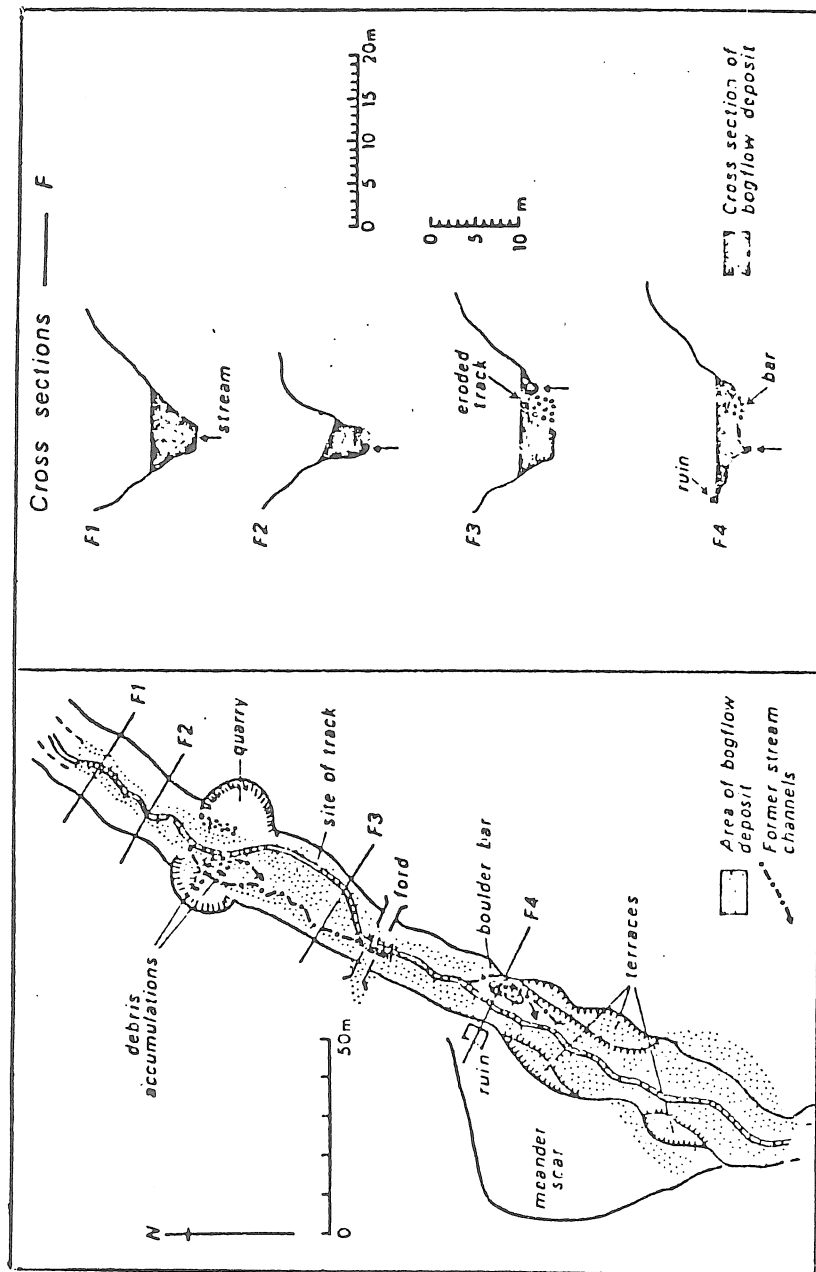 N
0
50m
debris
accumulations
F1
F2
quarry
site of track
F3
ford
boulder bar
F4
ruin
terraces
meander
scar
Area of bogflow
deposit
Former stream
channels
Cross sections
F
F1
stream
F2
0
5
10
15
20m
0
5
10
m
F3
eroded
track
F4
ruin
bar
Cross section of
bogflow deposit